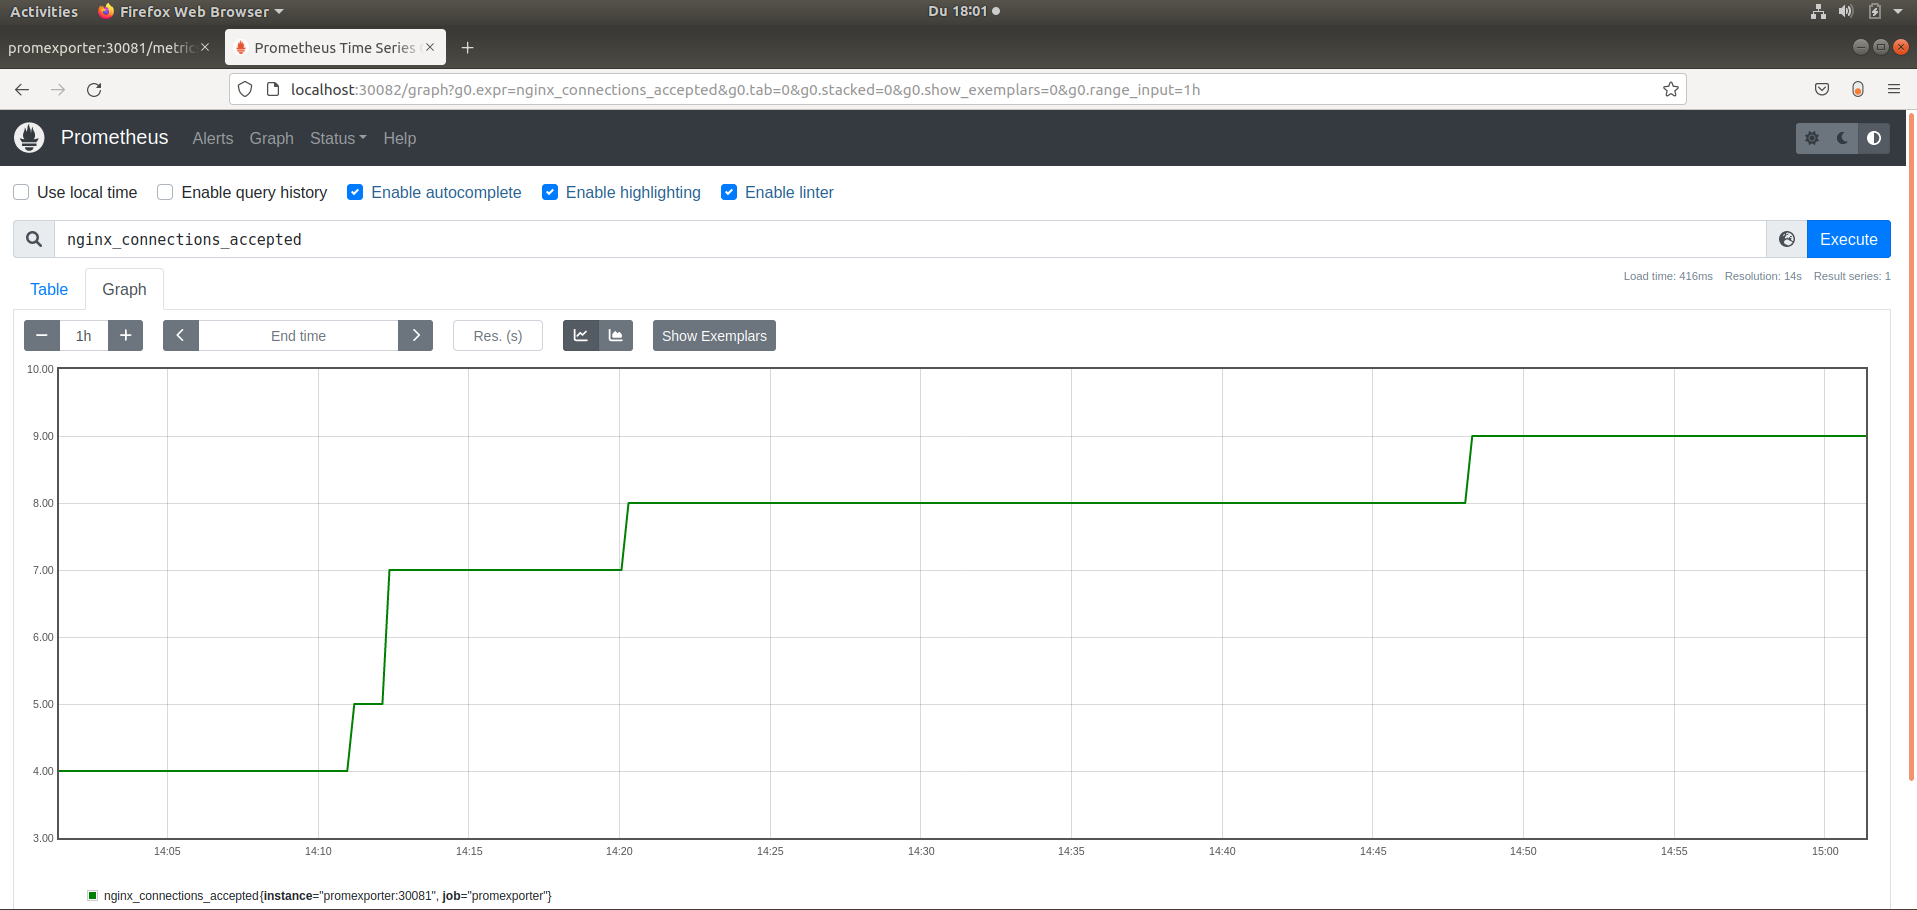 Activities Firefox Web Browser Du 18:01
promexporter:30081/metric Prometheus Time Series
localhost:30082/graph?g0.expr=nginx_connections_accepted&g0.tab=0&g0.stacked=0&g0.show_exemplars=0&g0.range_input=1h
Prometheus Alerts Graph Status Help
Use local time Enable query history Enable autocomplete Enable highlighting Enable linter
nginx_connections_accepted Execute
Load time: 416ms Resolution: 14s Result series: 1
Table Graph
1h End time Res. (s) Show Exemplars
10.00
9.00
8.00
7.00
6.00
5.00
4.00
3.00
14:05 14:10 14:15 14:20 14:25 14:30 14:35 14:40 14:45 14:50 14:55 15:00
nginx_connections_accepted{instance="promexporter:30081", job="promexporter"}